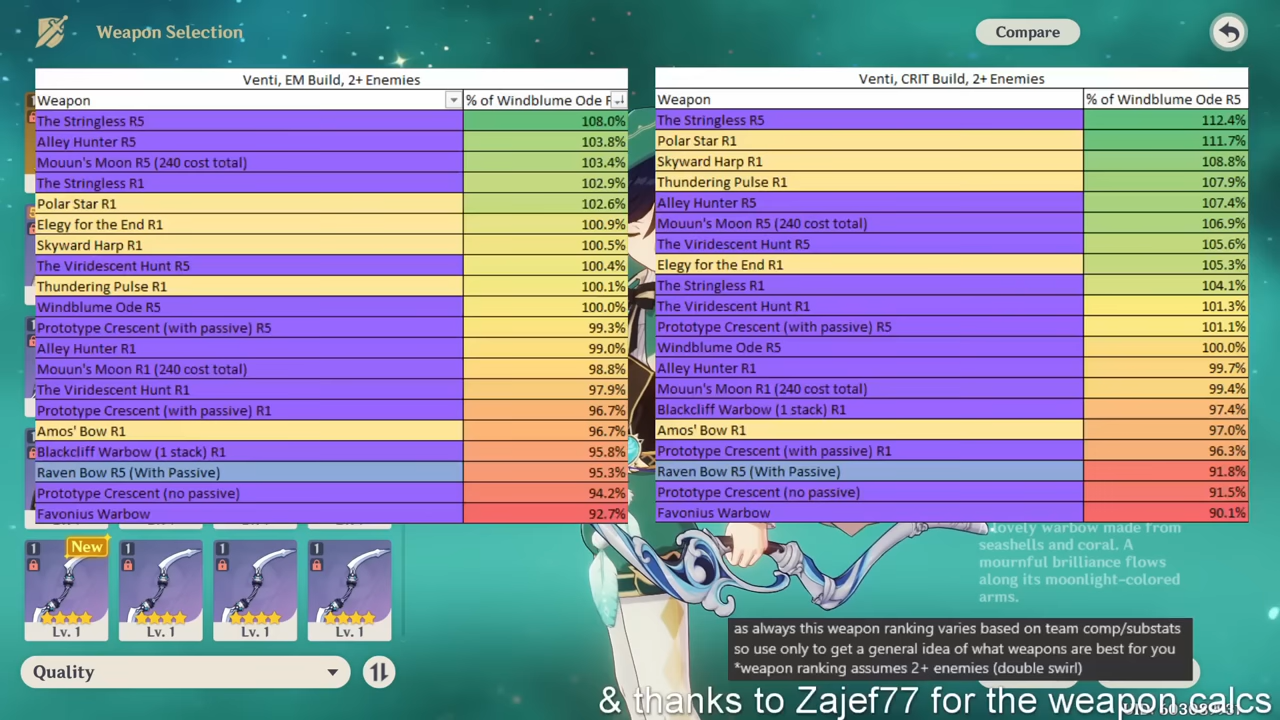 Weapon Selection
Compare
Venti, EM Build, 2+ Enemies
Weapon % of Windblume Ode R
The Stringless R5 108.0%
Alley Hunter R5 103.8%
Mouun's Moon R5 (240 cost total) 103.4%
The Stringless R1 102.9%
Polar Star R1 102.6%
Elegy for the End R1 100.9%
Skyward Harp R1 100.5%
The Viridescent Hunt R5 100.4%
Thundering Pulse R1 100.1%
Windblume Ode R5 100.0%
Prototype Crescent (with passive) R5 99.3%
Alley Hunter R1 99.0%
Mouun's Moon R1 (240 cost total) 98.8%
The Viridescent Hunt R1 97.9%
Prototype Crescent (with passive) R1 96.7%
Amos' Bow R1 96.7%
Blackcliff Warbow (1 stack) R1 95.8%
Raven Bow R5 (With Passive) 95.3%
Prototype Crescent (no passive) 94.2%
Favonius Warbow 92.7%
Venti, CRIT Build, 2+ Enemies
Weapon % of Windblume Ode R5
The Stringless R5 112.4%
Polar Star R1 111.7%
Skyward Harp R1 108.8%
Thundering Pulse R1 107.9%
Alley Hunter R5 107.4%
Mouun's Moon R5 (240 cost total) 106.9%
The Viridescent Hunt R5 105.6%
Elegy for the End R1 105.3%
The Stringless R1 104.1%
The Viridescent Hunt R1 101.3%
Prototype Crescent (with passive) R5 101.1%
Windblume Ode R5 100.0%
Alley Hunter R1 99.7%
Mouun's Moon R1 (240 cost total) 99.4%
Blackcliff Warbow (1 stack) R1 97.4%
Amos' Bow R1 97.0%
Prototype Crescent (with passive) R1 96.3%
Raven Bow R5 (With Passive) 91.8%
Prototype Crescent (no passive) 91.5%
Favonius Warbow 90.1%
lovely warbow made from
seashells and coral. A
mournful brilliance flows
along its moonlight-colored
arms.
1 New 1 1 1
Lv. 1 Lv. 1 Lv. 1 Lv. 1
Quality
as always this weapon ranking varies based on team comp/substats
so use only to get a general idea of what weapons are best for you
*weapon ranking assumes 2+ enemies (double swirl)
& thanks to Zajef77 for the weapon calcs